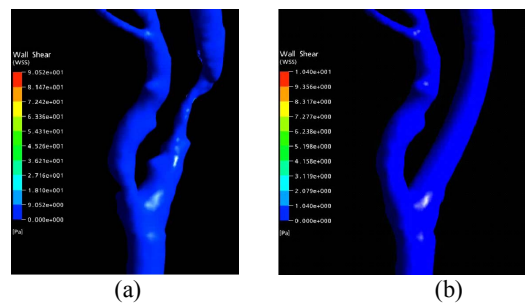 Wall Shear
(WSS)
9.052e+001
8.147e+001
7.242e+001
6.336e+001
5.431e+001
4.526e+001
3.621e+001
2.716e+001
1.810e+001
9.052e+000
0.000e+000
[Pa]
(a)
Wall Shear
(WSS)
1.040e+001
9.356e+000
8.317e+000
7.277e+000
6.238e+000
5.198e+000
4.158e+000
3.119e+000
2.079e+000
1.040e+000
0.000e+000
[Pa]
(b)